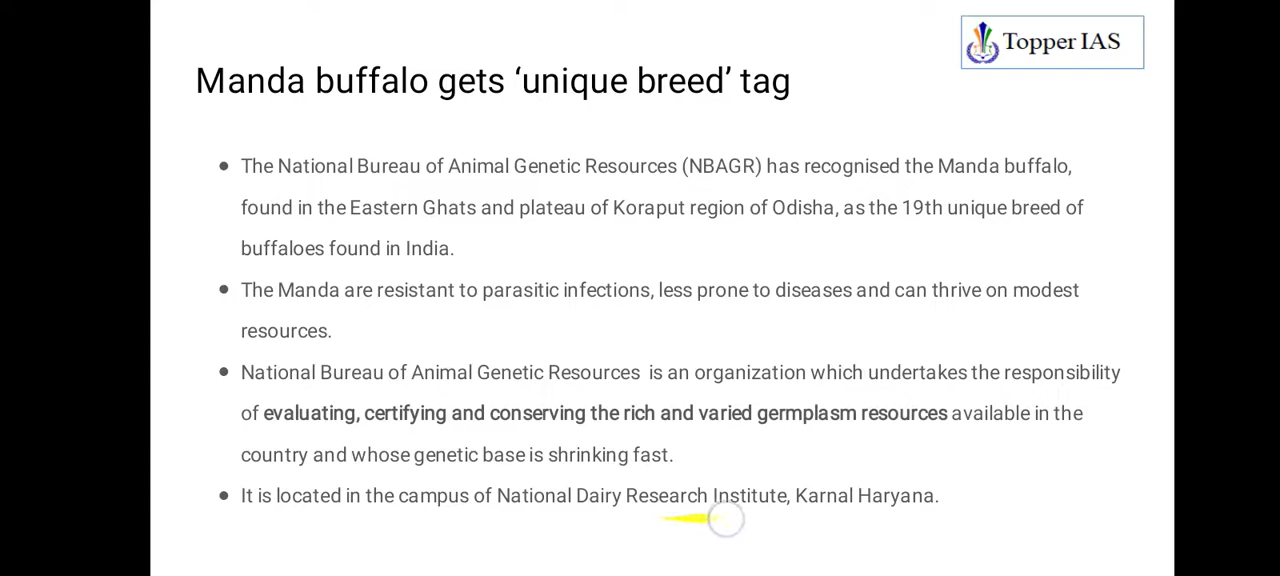 Topper IAS
Manda buffalo gets ‘unique breed’ tag
● The National Bureau of Animal Genetic Resources (NBAGR) has recognised the Manda buffalo,
found in the Eastern Ghats and plateau of Koraput region of Odisha, as the 19th unique breed of
buffaloes found in India.
● The Manda are resistant to parasitic infections, less prone to diseases and can thrive on modest
resources.
● National Bureau of Animal Genetic Resources is an organization which undertakes the responsibility
of evaluating, certifying and conserving the rich and varied germplasm resources available in the
country and whose genetic base is shrinking fast.
● It is located in the campus of National Dairy Research Institute, Karnal Haryana.